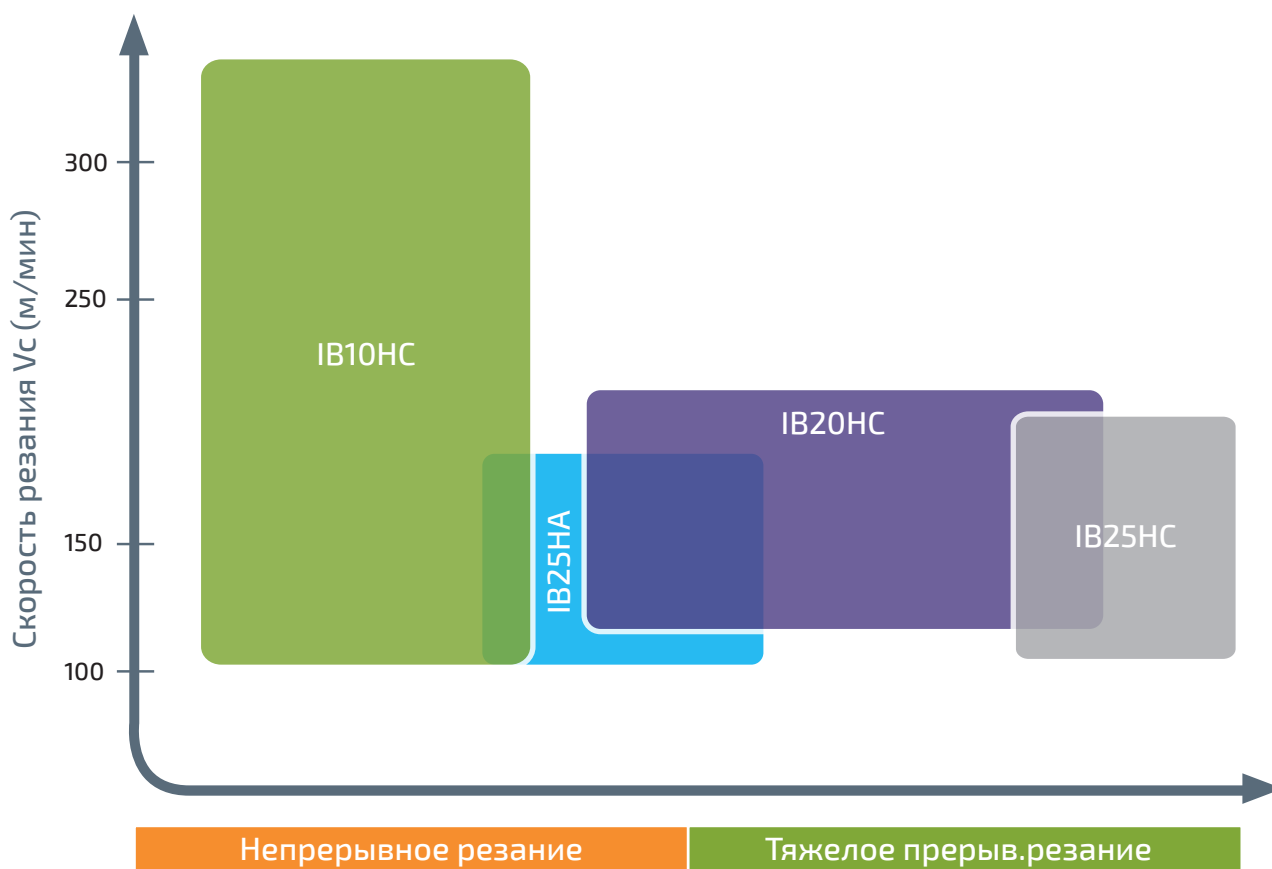 Скорость резания Vc (м/мин)
300
250
150
100
IB10HC
IB25HA
IB20HC
IB25HC
Непрерывное резание
Тяжелое прерыв.резание